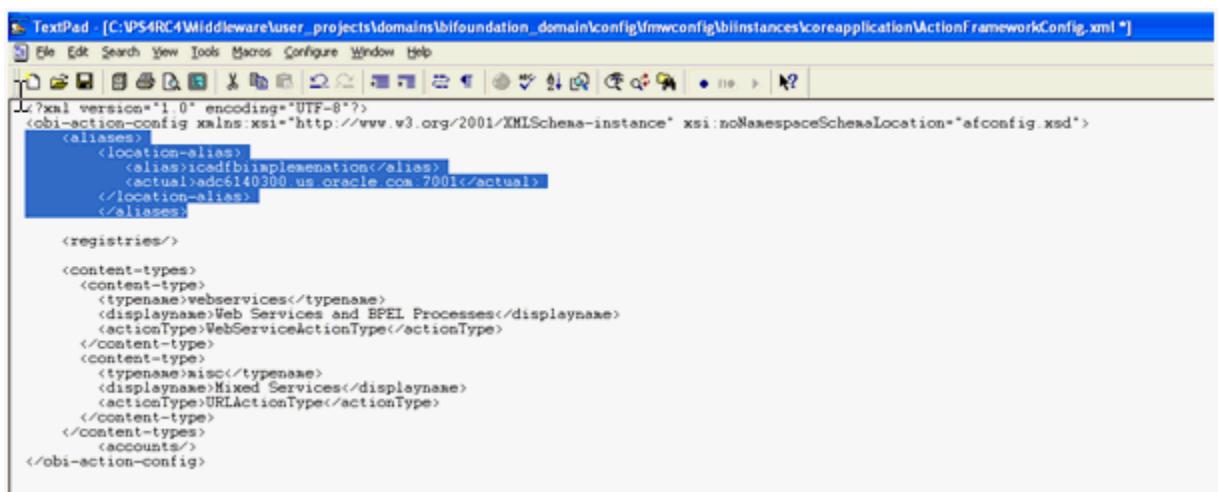 TextPad - [C:\PS4RC4\Middleware\user_projects\domains\bifoundation_domain\config\fmwconfig\biinstances\coreapplication\ActionFrameworkConfig.xml *]
File Edit Search View Tools Macros Configure Window Help
<?xml version="1.0" encoding="UTF-8"?>
<obi-action-config xmlns:xsi="http://www.w3.org/2001/XMLSchema-instance" xsi:noNamespaceSchemaLocation="afconfig.xsd">
<aliases>
<location-alias>
<alias>icadfbiimplemenation</alias>
<actual>adc6140300.us.oracle.com:7001</actual>
</location-alias>
</aliases>
<registries/>
<content-types>
<content-type>
<typename>webservices</typename>
<displayname>Web Services and BPEL Processes</displayname>
<actionType>WebServiceActionType</actionType>
</content-type>
<content-type>
<typename>misc</typename>
<displayname>Mixed Services</displayname>
<actionType>URLActionType</actionType>
</content-type>
</content-types>
<accounts/>
</obi-action-config>